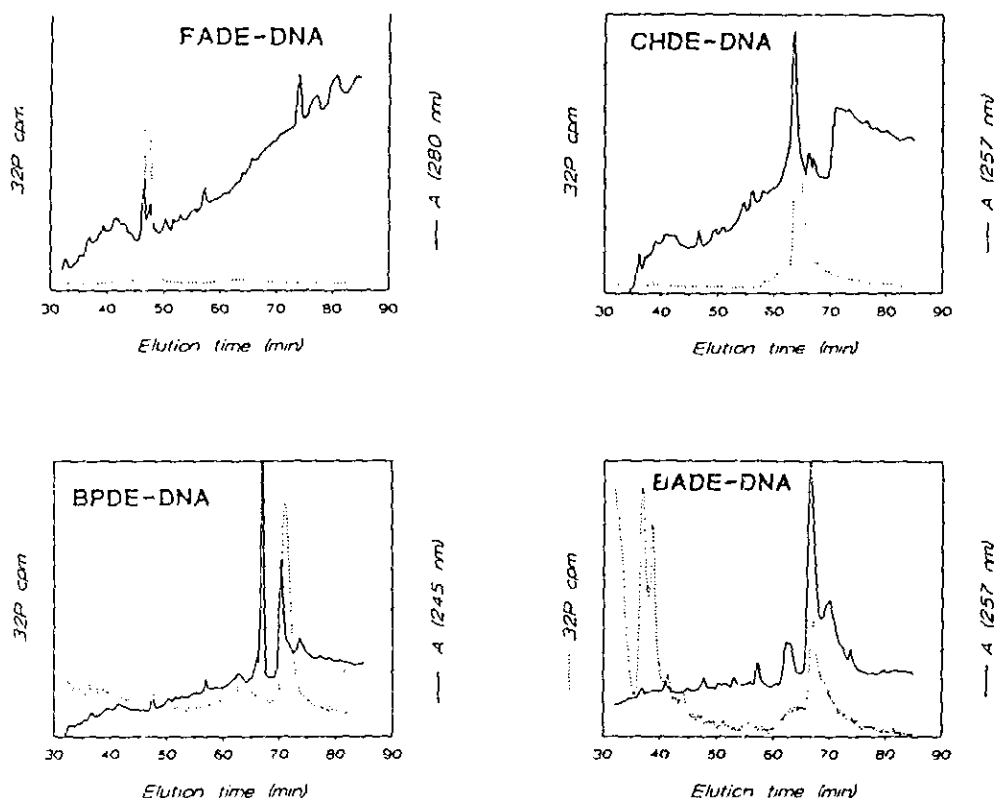 FADE-DNA
32P cpm
A (280 nm)
30 40 50 60 70 80 90
Elution time (min)
CHDE-DNA
32P cpm
A (257 nm)
30 40 50 60 70 80 90
Elution time (min)
BPDE-DNA
32P cpm
A (245 nm)
30 40 50 60 70 80 90
Elution time (min)
BADE-DNA
32P cpm
A (257 nm)
30 40 50 60 70 80 90
Elution time (min)